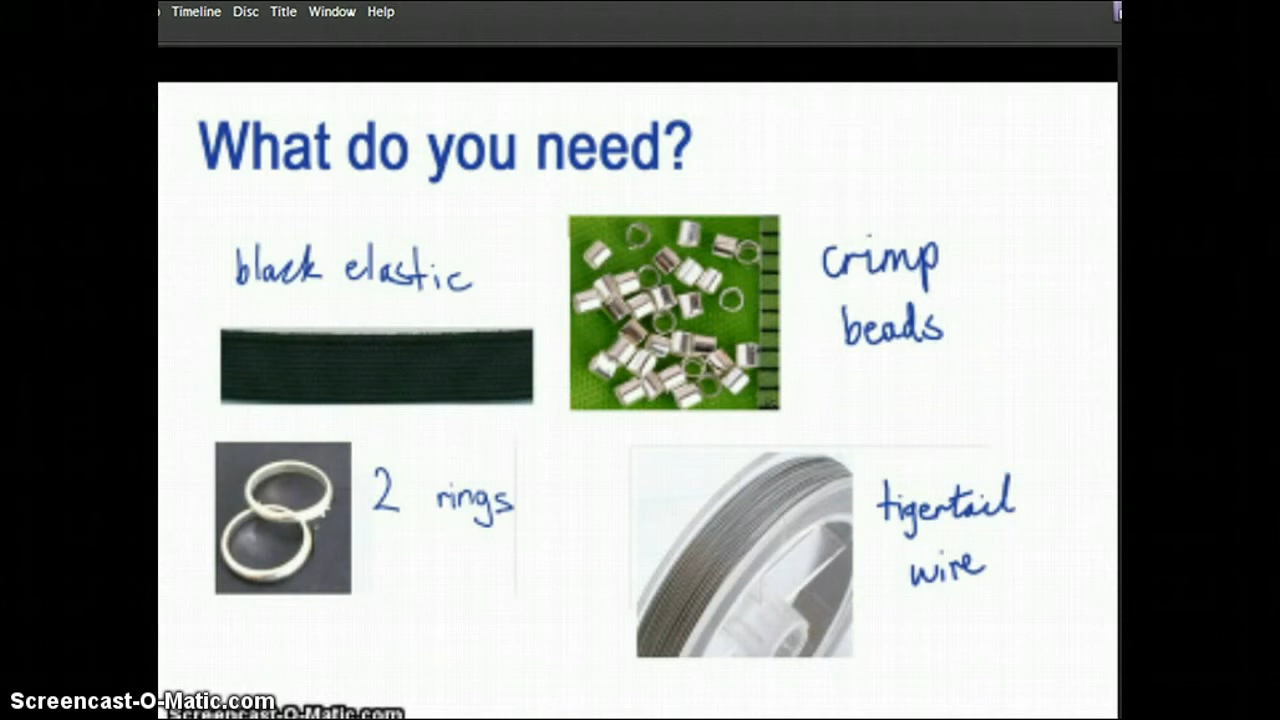 Timeline Disc Title Window Help
What do you need?
black elastic
crimp
beads
2 rings
tigertail
wire
Screencast-O-Matic.com
Screencast-O-Matic.com